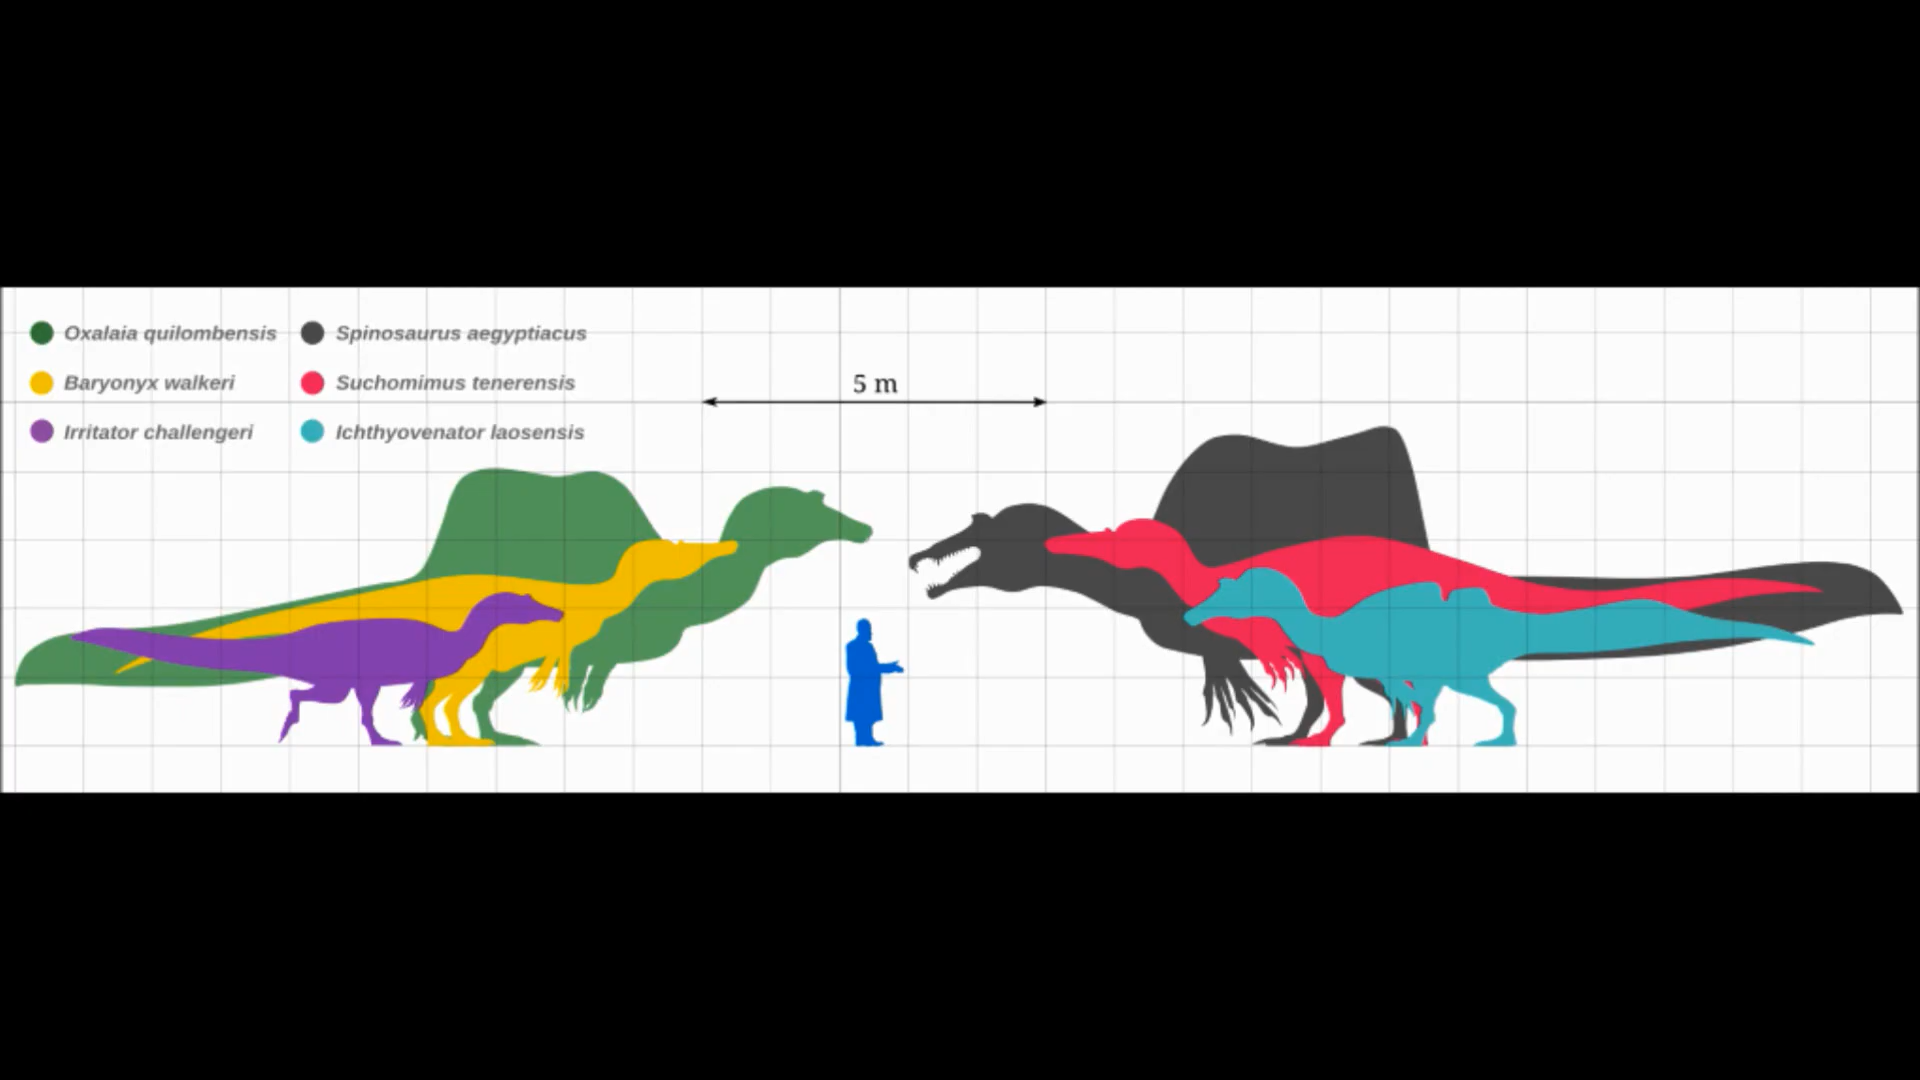 Oxalaia quilombensis
Spinosaurus aegyptiacus
Baryonyx walkeri
Suchomimus tenerensis
Irritator challengeri
Ichthyovenator laosensis
5 m